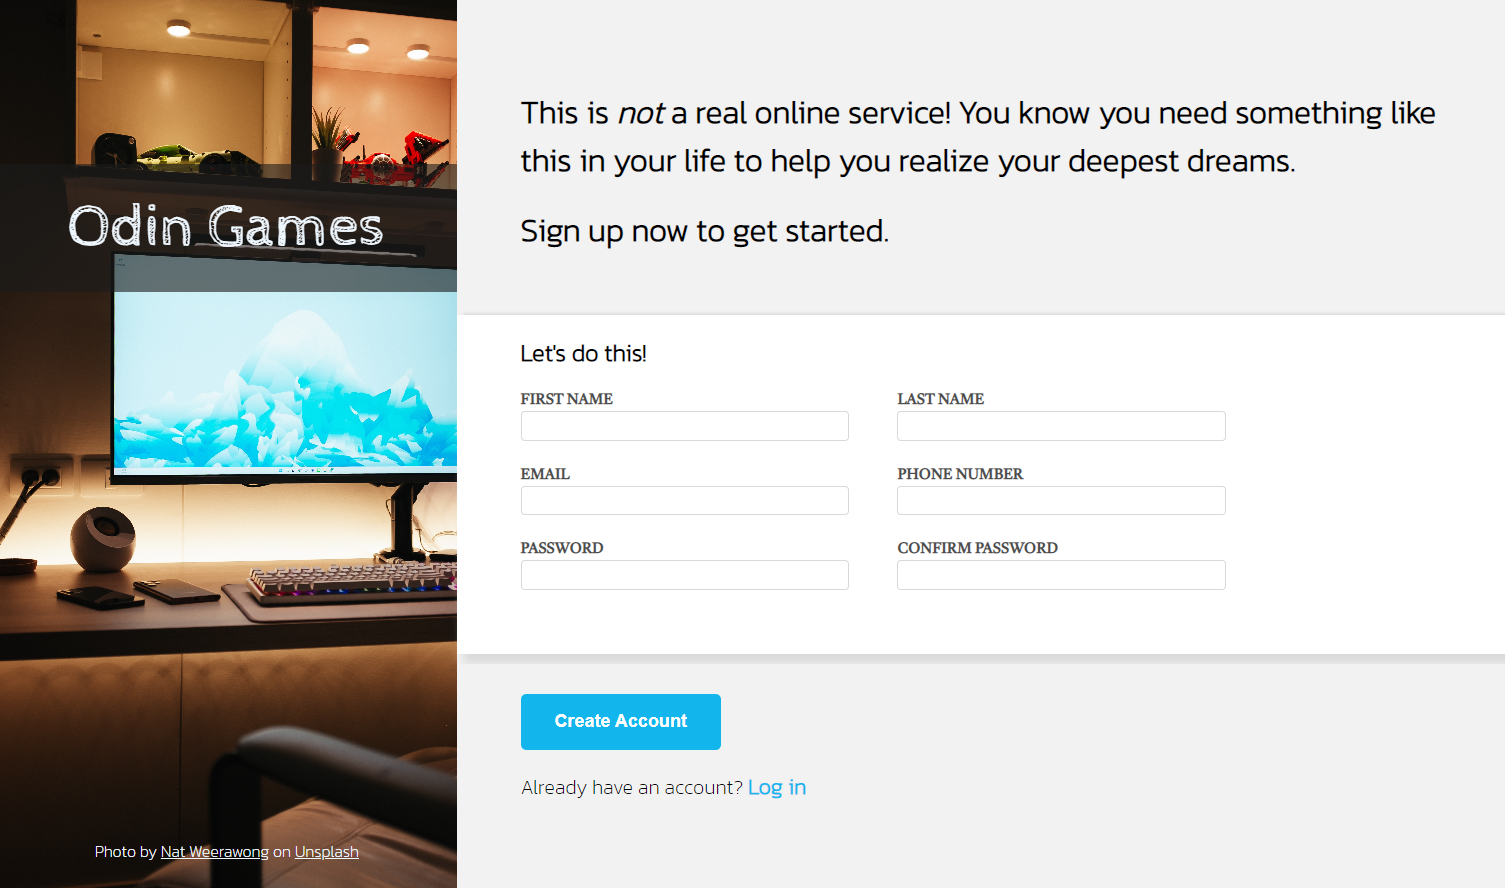 Odin Games
Photo by Nat Weerawong on Unsplash
This is not a real online service! You know you need something like
this in your life to help you realize your deepest dreams.
Sign up now to get started.
Let's do this!
FIRST NAME
LAST NAME
EMAIL
PHONE NUMBER
PASSWORD
CONFIRM PASSWORD
Create Account
Already have an account? Log in